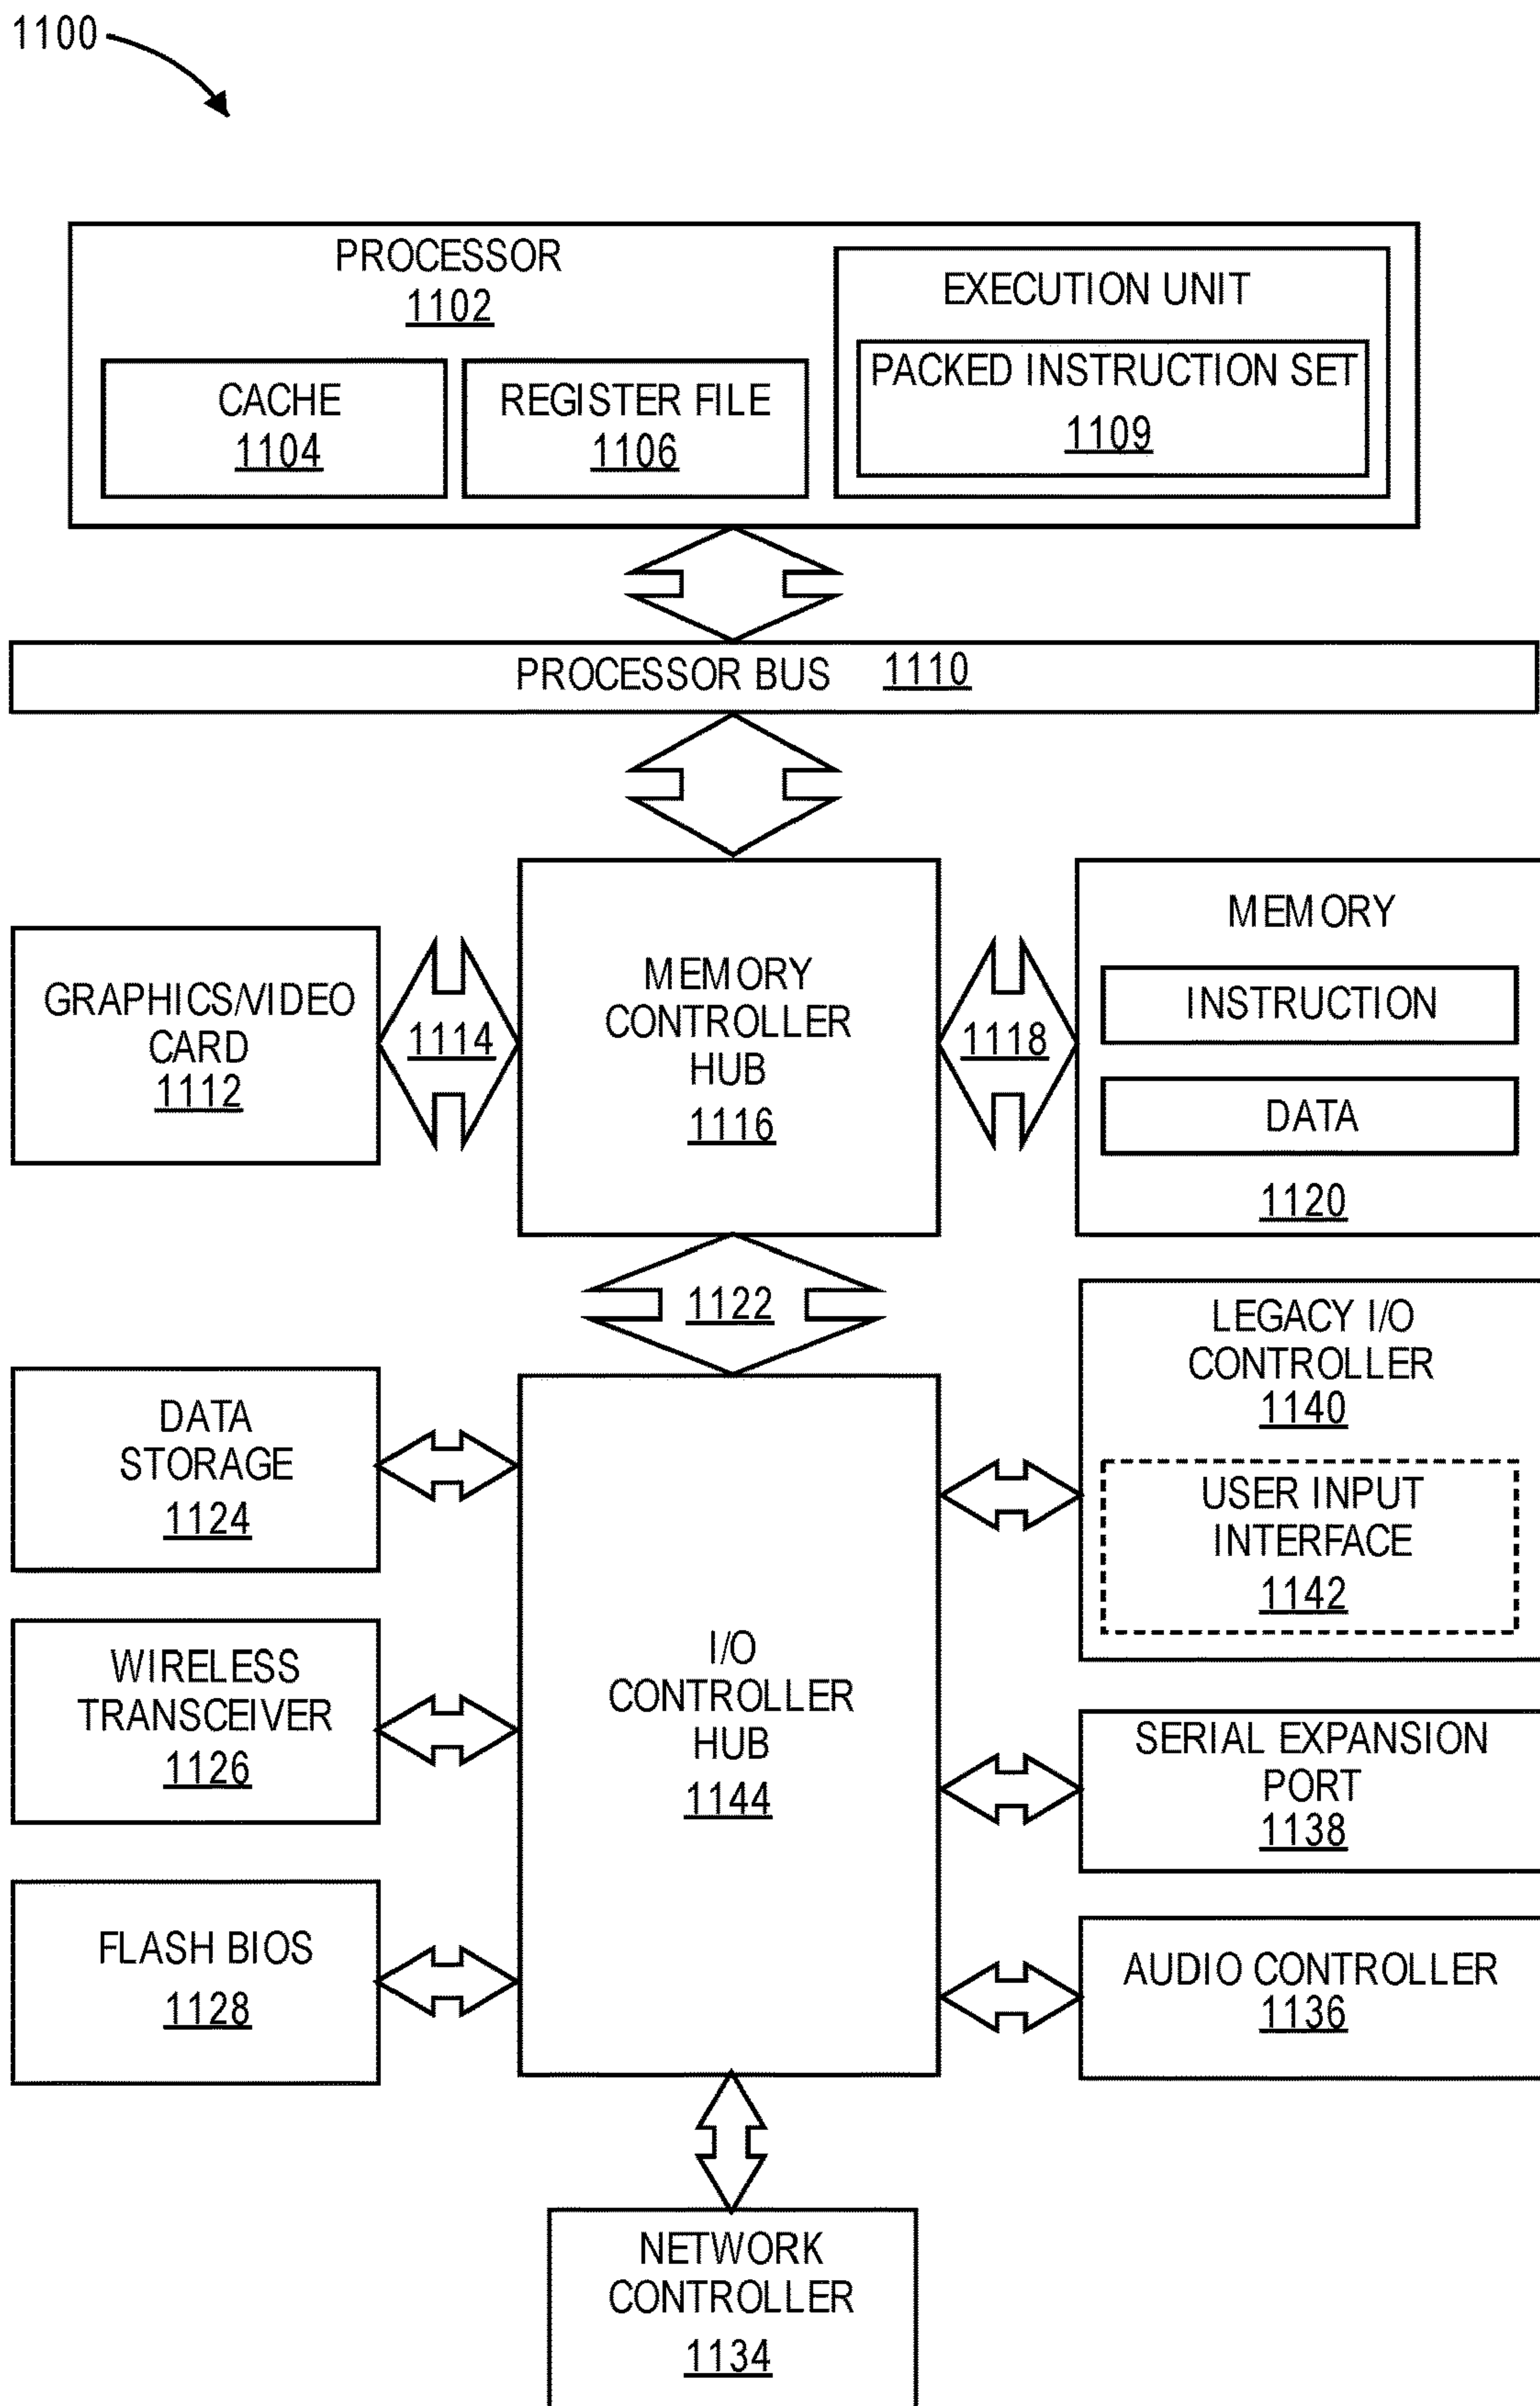 1100
PROCESSOR
1102
CACHE
1104
REGISTER FILE
1106
EXECUTION UNIT
PACKED INSTRUCTION SET
1109
PROCESSOR BUS 1110
GRAPHICS/VIDEO
CARD
1112
1114
MEMORY
CONTROLLER
HUB
1116
1118
MEMORY
INSTRUCTION
DATA
1120
1122
DATA
STORAGE
1124
WIRELESS
TRANSCEIVER
1126
FLASH BIOS
1128
I/O
CONTROLLER
HUB
1144
LEGACY I/O
CONTROLLER
1140
USER INPUT
INTERFACE
1142
SERIAL EXPANSION
PORT
1138
AUDIO CONTROLLER
1136
NETWORK
CONTROLLER
1134